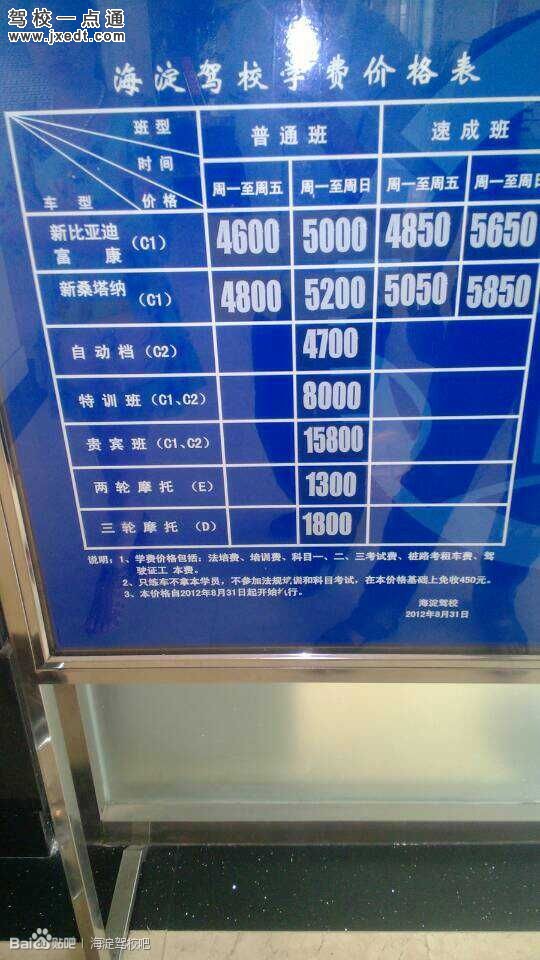 驾校一点通
www.jxedt.com
海淀驾校学费价格表
班型 普通班 速成班
时间
车型 价格 周一至周五 周一至周日 周一至周五 周一至周日
新比亚迪
富康 (C1) 4600 5000 4850 5650
新桑塔纳 (C1) 4800 5200 5050 5850
自动档 (C2) 4700
特训班 (C1、C2) 8000
贵宾班 (C1、C2) 15800
两轮摩托 (E) 1300
三轮摩托 (D) 1800
说明:1、学费价格包括:法培费、培训费、科目一、二、三考试费、桩路考租车费、驾
驶证工本费。
2、只练车不拿本学员,不参加法规培训和科目考试,在本价格基础上免收450元。
3、本价格自2012年8月31日起开始执行。
海淀驾校
2012年8月31日
Bai贴吧 | 海淀驾校吧